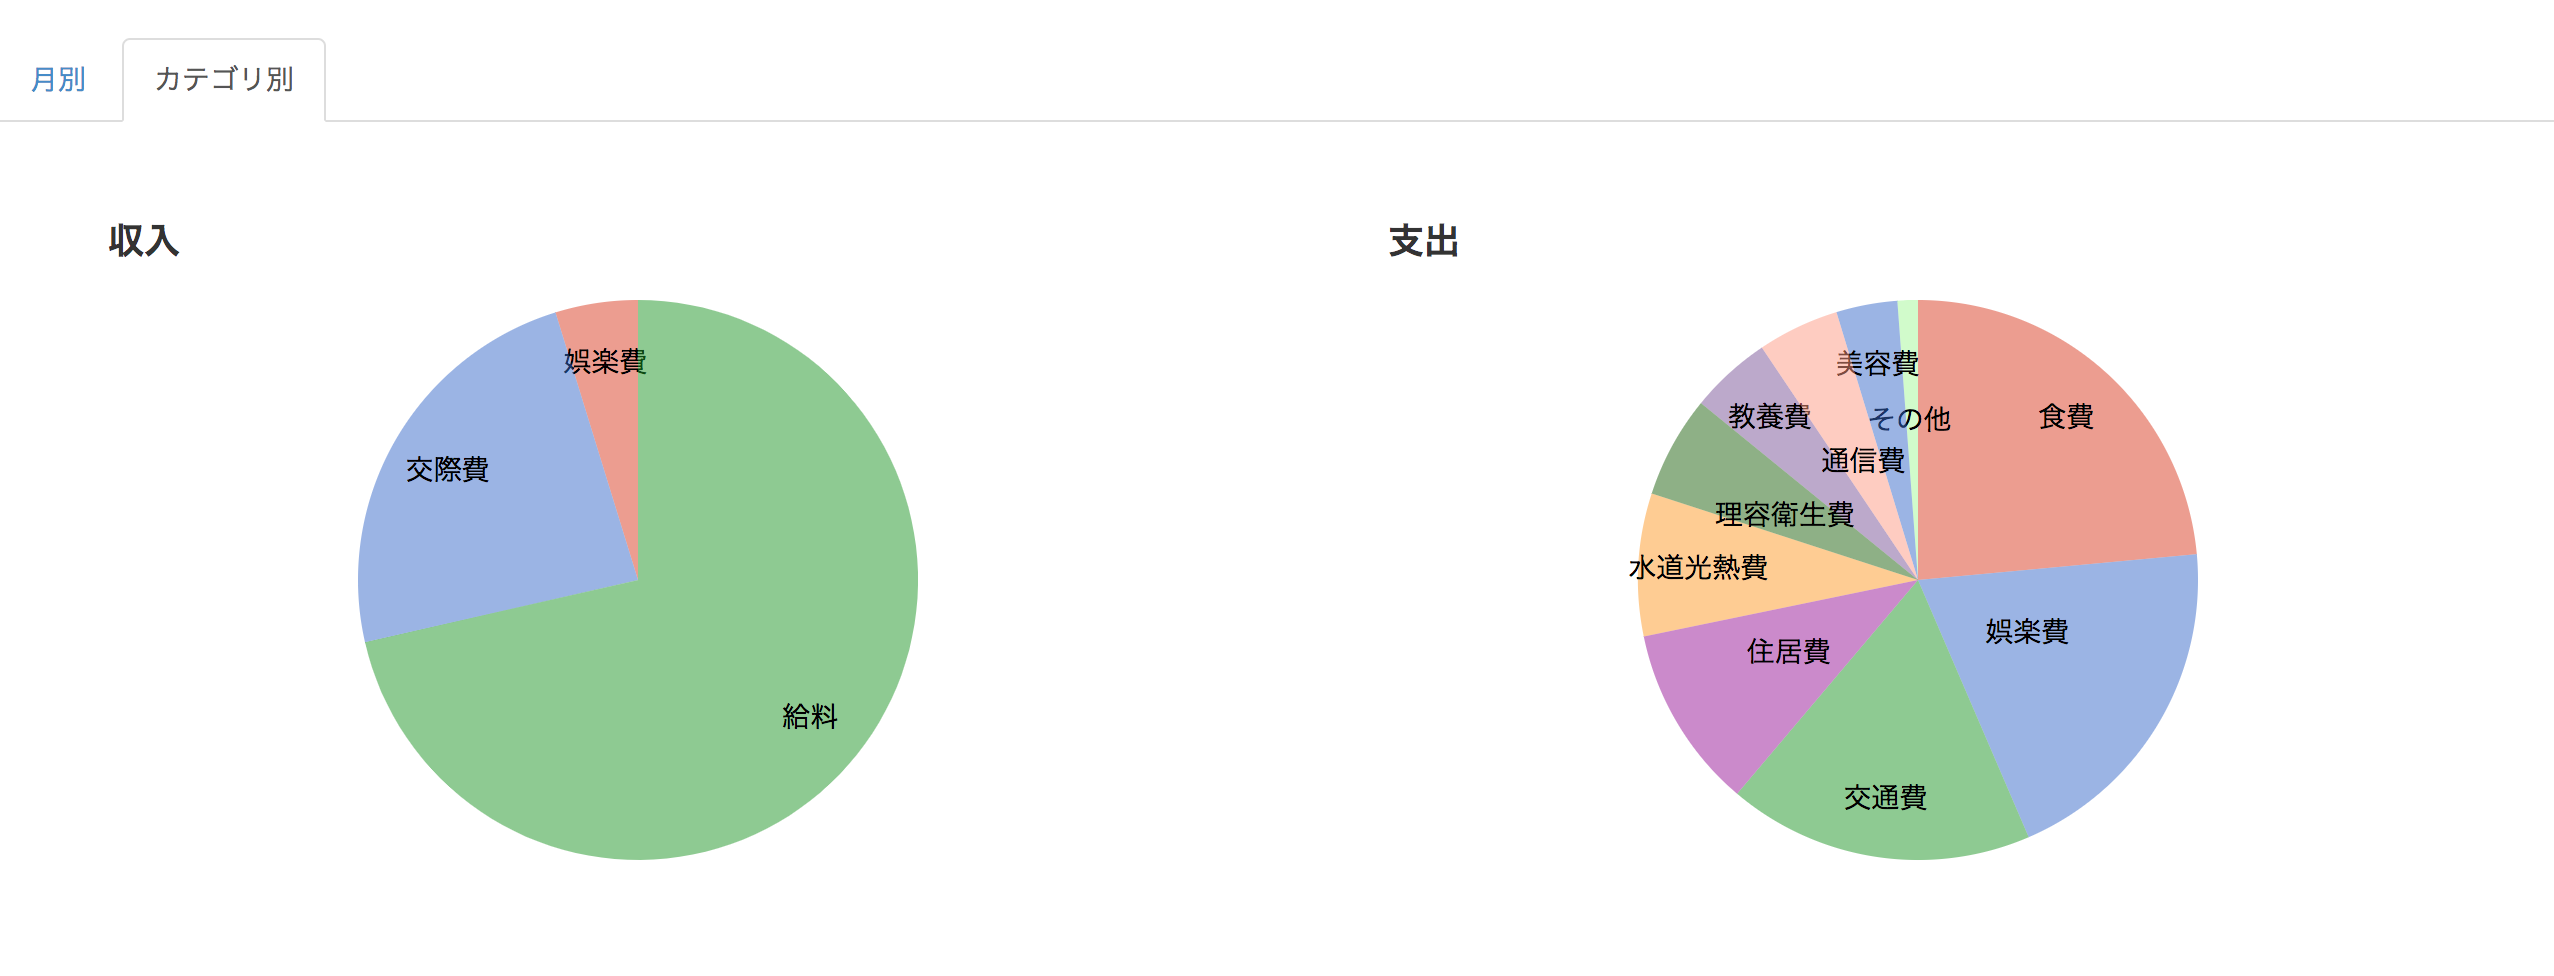 月別
カテゴリ別
収入
娯楽費
交際費
給料
支出
美容費
その他
食費
教養費
通信費
理容衛生費
水道光熱費
娯楽費
住居費
交通費